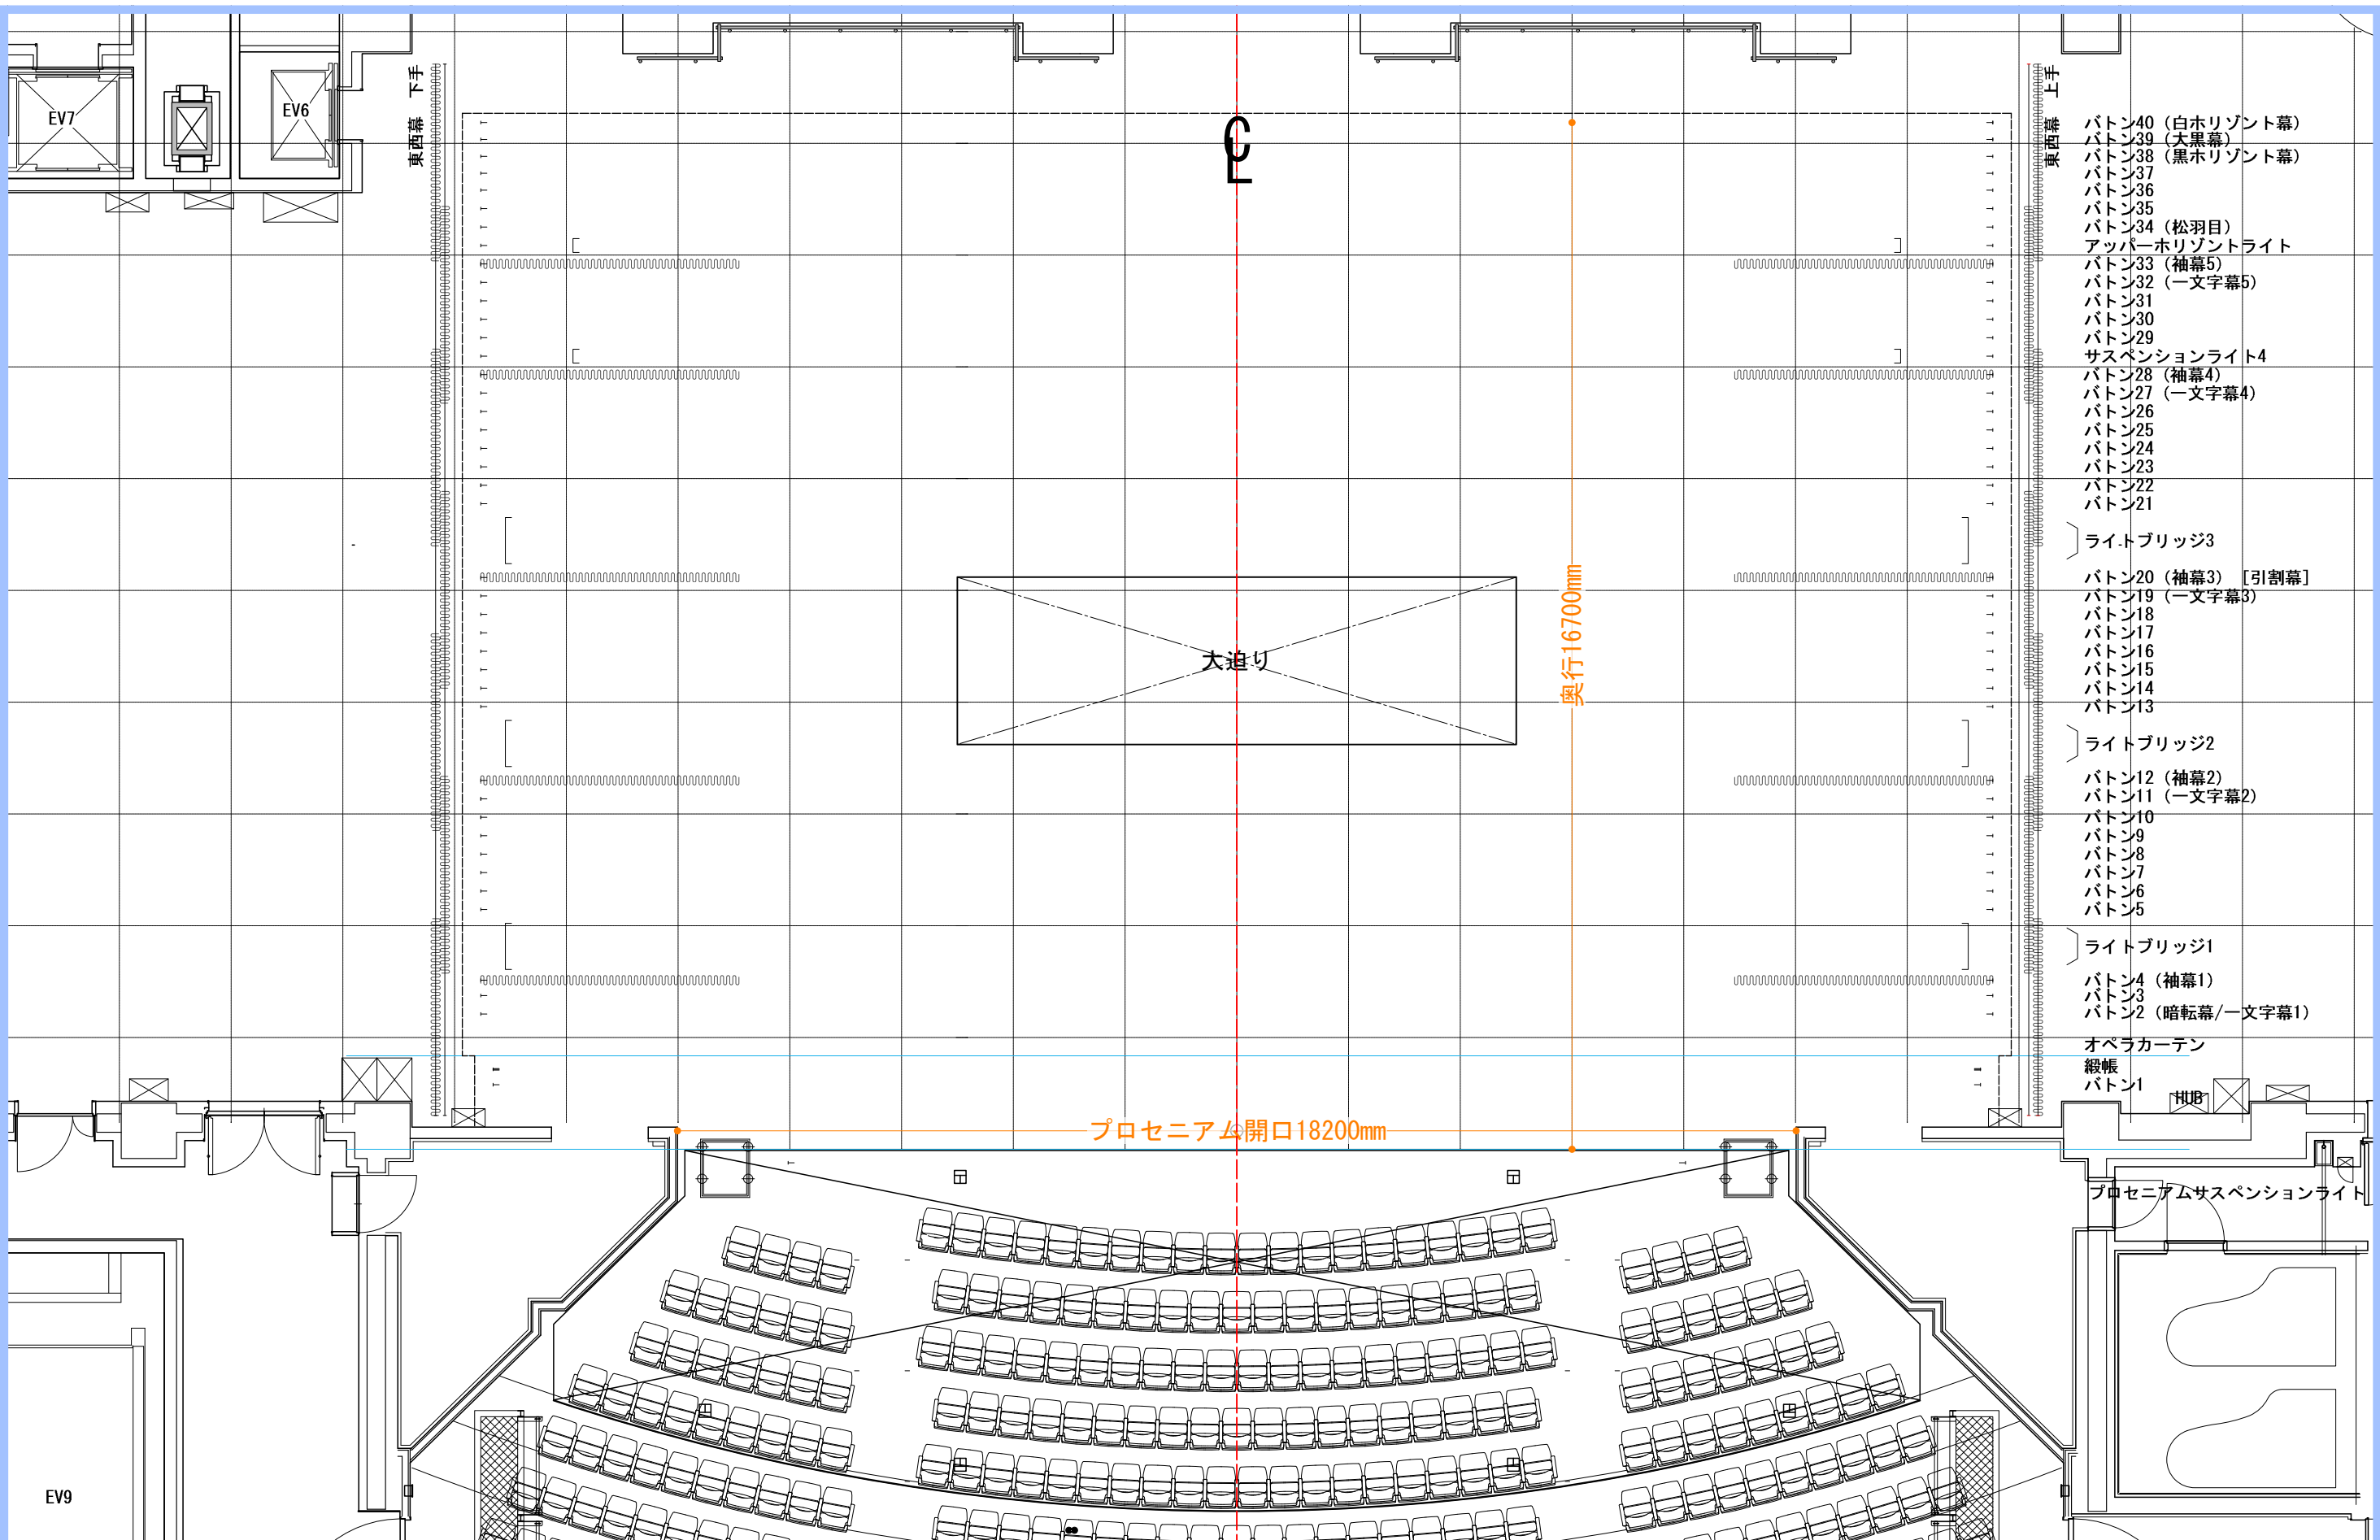 EV7
EV6
東西幕 下手
℄
東西幕 上手
バトン40（白ホリゾント幕）
バトン39（大黒幕）
バトン38（黒ホリゾント幕）
バトン37
バトン36
バトン35
バトン34（松羽目）
アッパーホリゾントライト
バトン33（袖幕5）
バトン32（一文字幕5）
バトン31
バトン30
バトン29
サスペンションライト4
バトン28（袖幕4）
バトン27（一文字幕4）
バトン26
バトン25
バトン24
バトン23
バトン22
バトン21
ライトブリッジ3
バトン20（袖幕3）［引割幕］
バトン19（一文字幕3）
バトン18
バトン17
バトン16
バトン15
バトン14
バトン13
大迫り
奥行16700mm
ライトブリッジ2
バトン12（袖幕2）
バトン11（一文字幕2）
バトン10
バトン9
バトン8
バトン7
バトン6
バトン5
ライトブリッジ1
バトン4（袖幕1）
バトン3
バトン2（暗転幕/一文字幕1）
オペラカーテン
緞帳
バトン1
HUB
プロセニアム開口18200mm
プロセニアムサスペンションライト
EV9